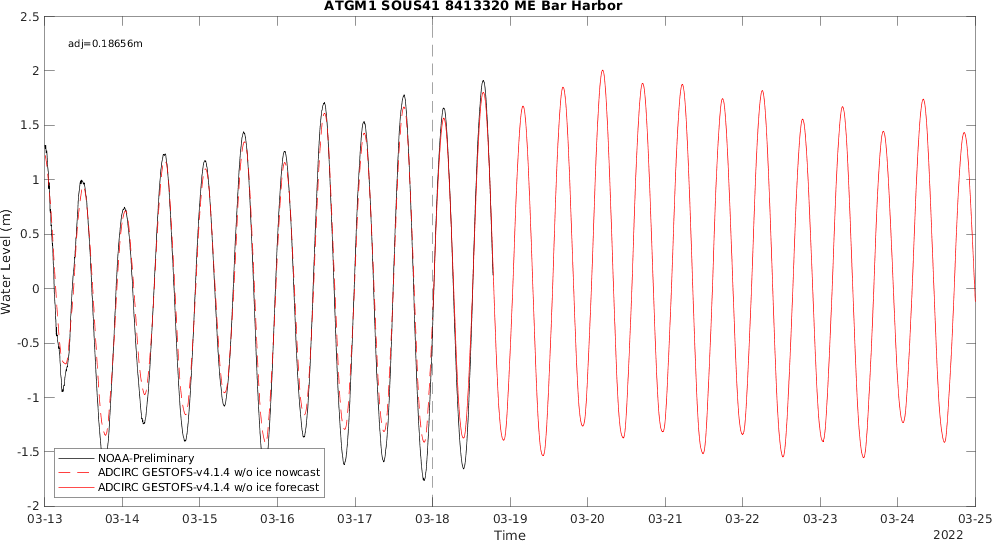 ATGM1 SOUS41 8413320 ME Bar Harbor
adj=0.18656m
Water Level (m)
2.5
2
1.5
1
0.5
0
-0.5
-1
-1.5
-2
NOAA-Preliminary
ADCIRC GESTOFS-v4.1.4 w/o ice nowcast
ADCIRC GESTOFS-v4.1.4 w/o ice forecast
03-13 03-14 03-15 03-16 03-17 03-18 03-19 03-20 03-21 03-22 03-23 03-24 03-25
Time
2022